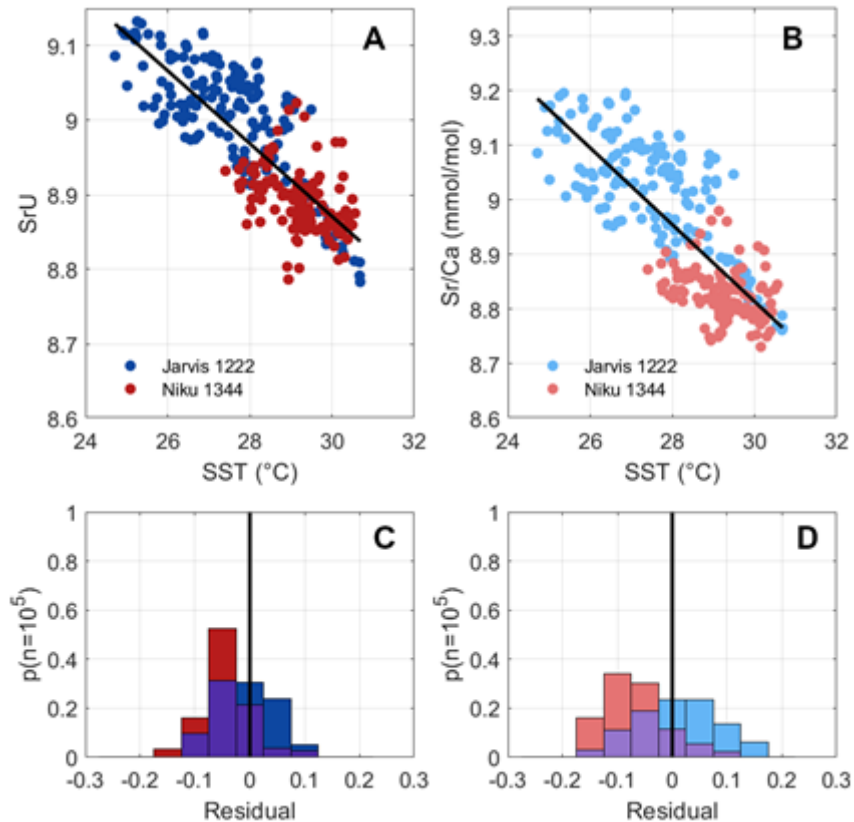 A
9.1
9
8.9
8.8
8.7
8.6
SrU
Jarvis 1222
Niku 1344
24 26 28 30 32
SST (°C)
B
9.3
9.2
9.1
9
8.9
8.8
8.7
8.6
Sr/Ca (mmol/mol)
Jarvis 1222
Niku 1344
24 26 28 30 32
SST (°C)
C
1
0.8
0.6
0.4
0.2
0
p(n=10⁵)
-0.3 -0.2 -0.1 0 0.1 0.2 0.3
Residual
D
1
0.8
0.6
0.4
0.2
0
p(n=10⁵)
-0.3 -0.2 -0.1 0 0.1 0.2 0.3
Residual